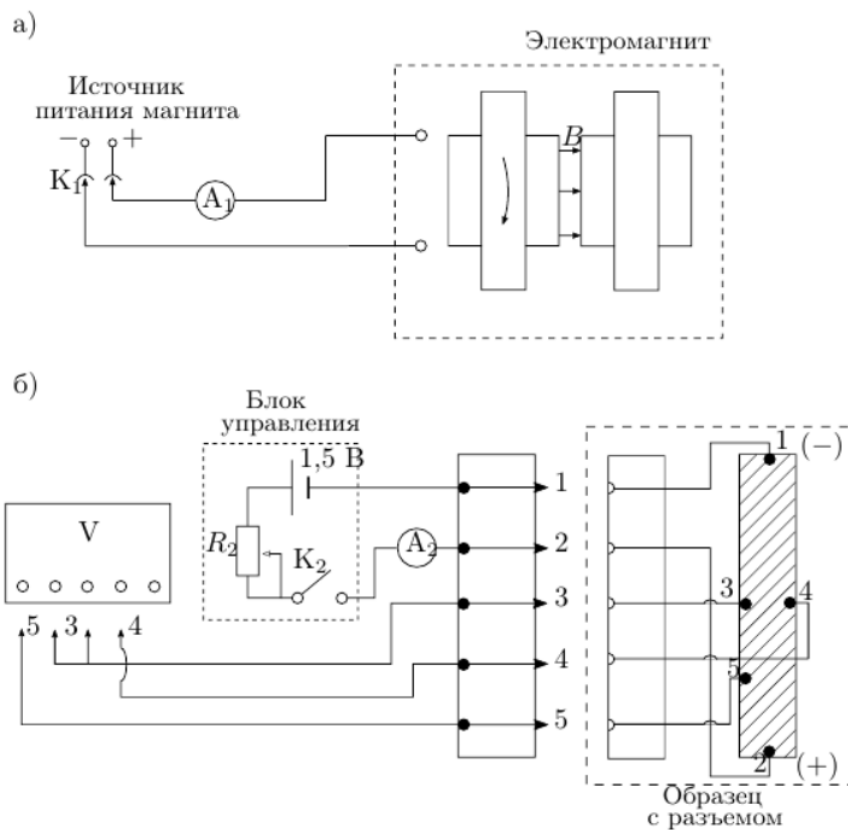 а)
Электромагнит
Источник
питания магнита
− +
B
K₁
A₁
б)
Блок
управления
1,5 В
1 (−)
1
V
R₂
K₂
A₂
2
3
3
4
5 3 4
4
5
5
2 (+)
Образец
с разъемом